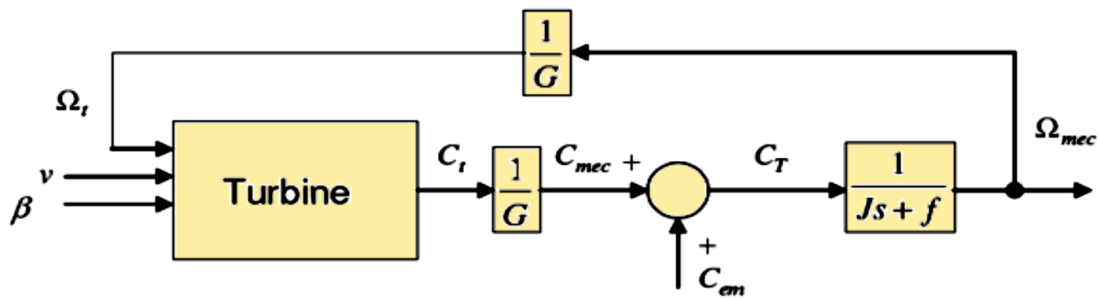 1
G
Ω_t
v
β
Turbine
C_t
1
G
C_mec +
+
C_em
C_T
1
Js + f
Ω_mec